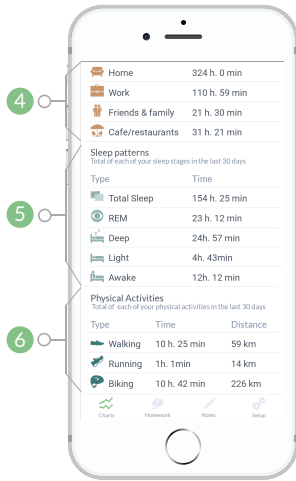 Home 324 h. 0 min
4
Work 110 h. 59 min
Friends & family 21 h. 30 min
Cafe/restaurants 31 h. 21 min
Sleep patterns
Total of each of your sleep stages in the last 30 days
Type Time
Total Sleep 154 h. 25 min
5
REM 23 h. 12 min
Deep 24h. 57 min
Light 4h. 43min
Awake 12h. 12 min
Physical Activities
Total of each of your physical activities in the last 30 days
Type Time Distance
6
Walking 10 h. 25 min 59 km
Running 1h. 1min 14 km
Biking 10 h. 42 min 226 km
Charts Homework Notes Setup